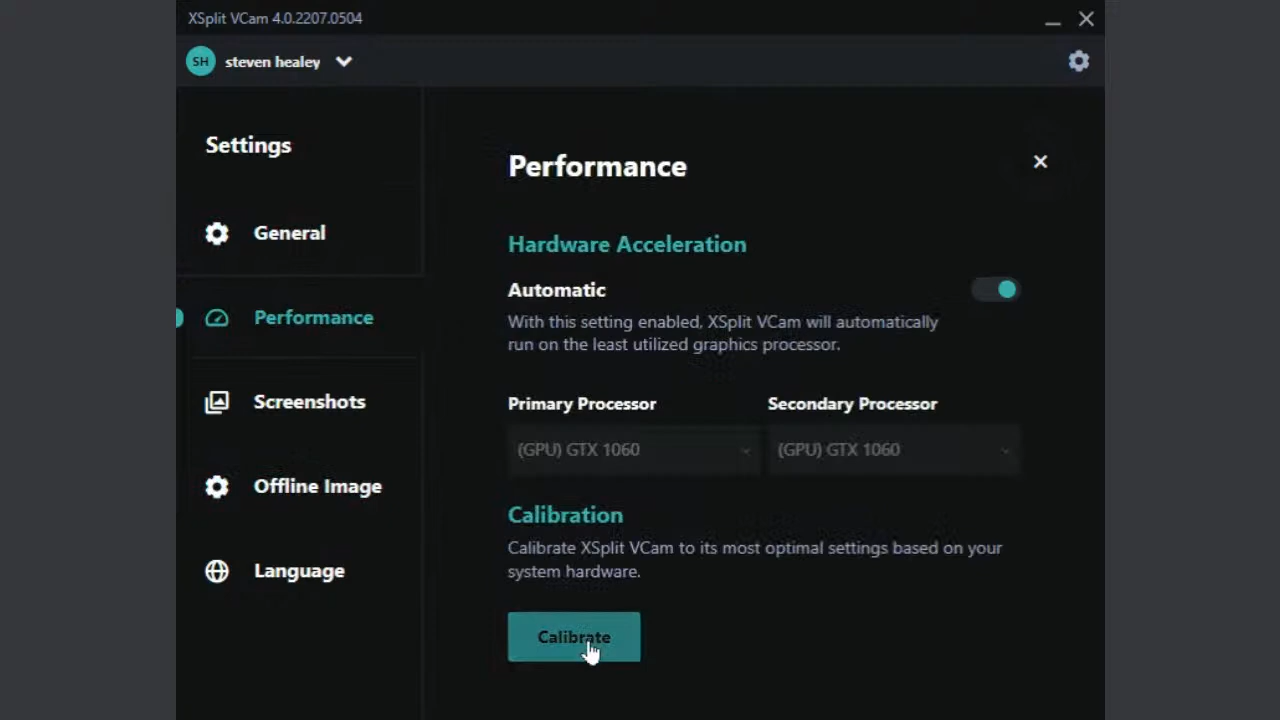 XSplit VCam 4.0.2207.0504
SH steven healey
Settings
General
Performance
Screenshots
Offline Image
Language
Performance
Hardware Acceleration
Automatic
With this setting enabled, XSplit VCam will automatically
run on the least utilized graphics processor.
Primary Processor Secondary Processor
(GPU) GTX 1060 (GPU) GTX 1060
Calibration
Calibrate XSplit VCam to its most optimal settings based on your
system hardware.
Calibrate